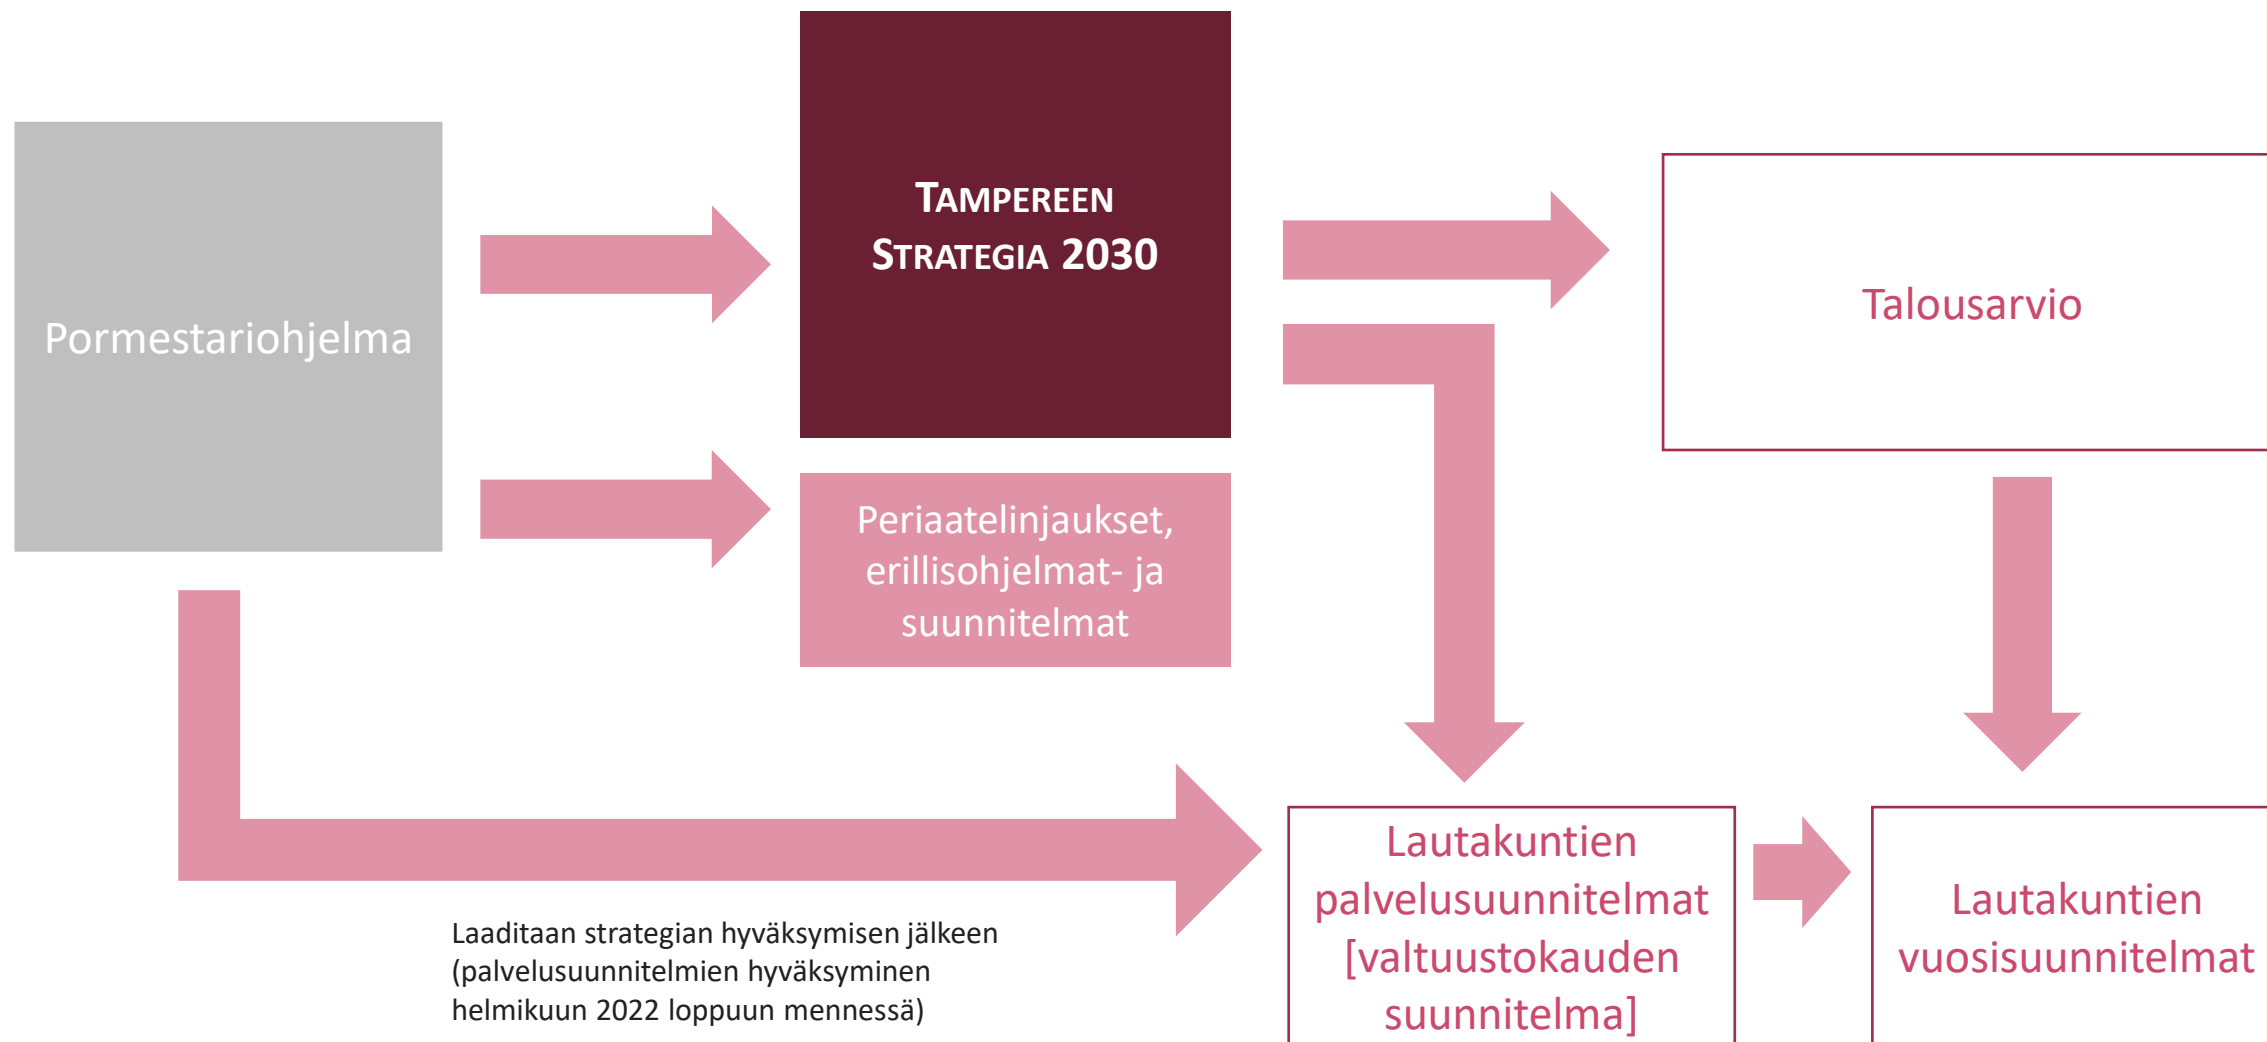 Pormestariohjelma
TAMPEREEN
STRATEGIA 2030
Periaatelinjaukset,
erillisohjelmat- ja
suunnitelmat
Talousarvio
Laaditaan strategian hyväksymisen jälkeen
(palvelusuunnitelmien hyväksyminen
helmikuun 2022 loppuun mennessä)
Lautakuntien
palvelusuunnitelmat
[valtuustokauden
suunnitelma]
Lautakuntien
vuosisuunnitelmat